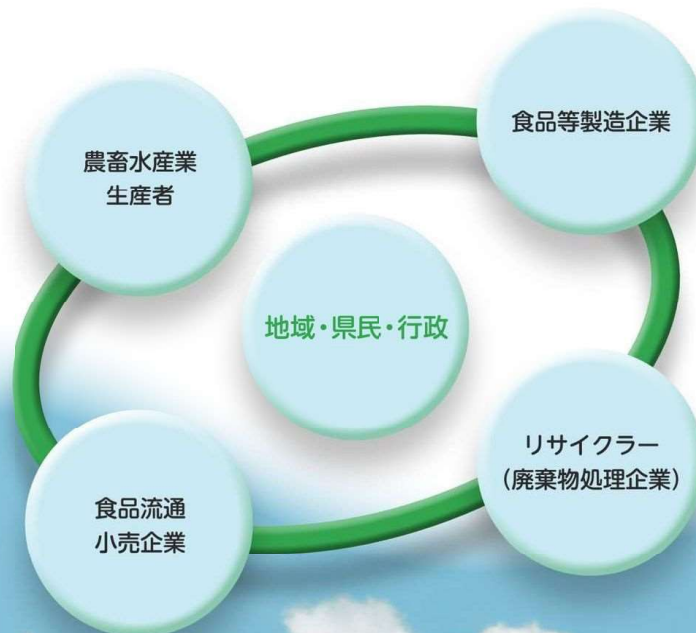 食品等製造企業
農畜水産業
生産者
地域・県民・行政
リサイクラー
（廃棄物処理企業）
食品流通
小売企業